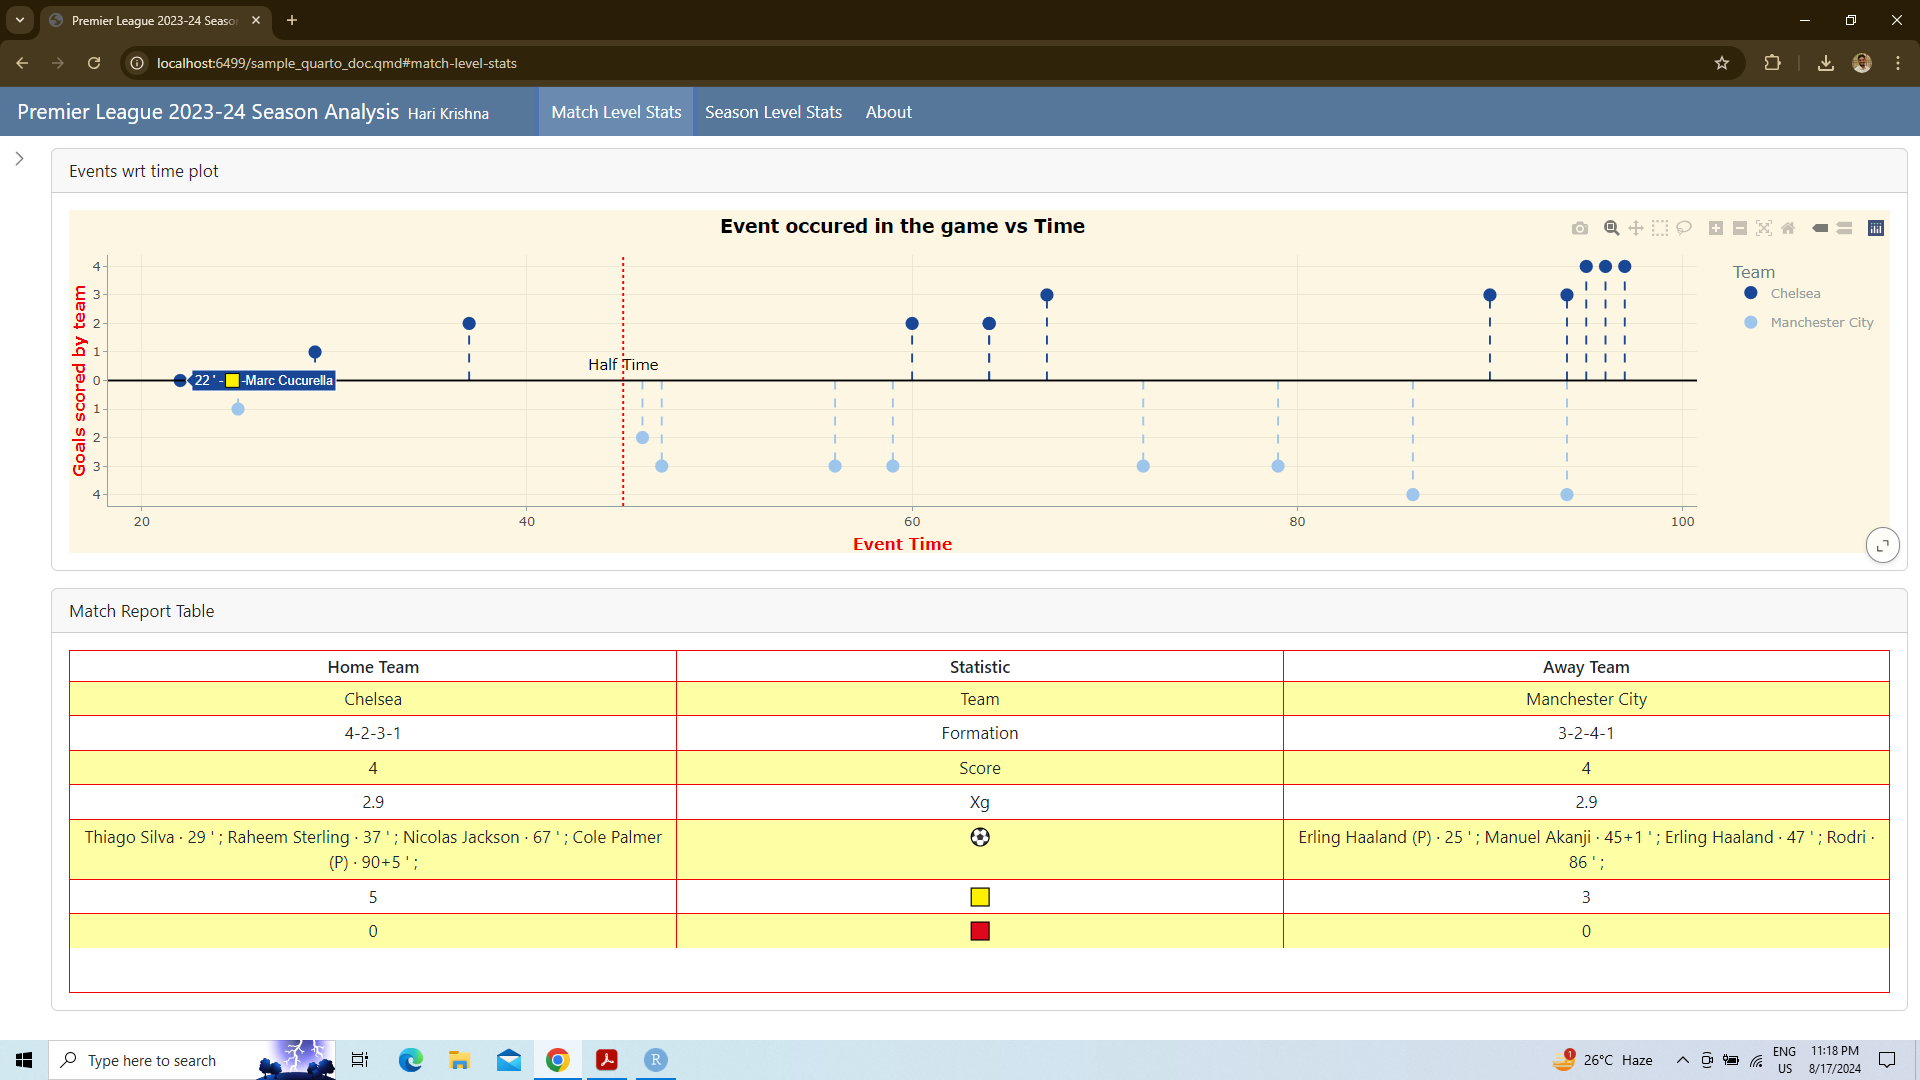 Premier League 2023-24 Seaso
localhost:6499/sample_quarto_doc.qmd#match-level-stats
Premier League 2023-24 Season Analysis Hari Krishna Match Level Stats Season Level Stats About
Events wrt time plot
Event occured in the game vs Time
Goals scored by team
4
3
2
1
0
1
2
3
4
Half Time
22 ' - -Marc Cucurella
20 40 60 80 100
Event Time
Team
Chelsea
Manchester City
Match Report Table
Home Team Statistic Away Team
Chelsea Team Manchester City
4-2-3-1 Formation 3-2-4-1
4 Score 4
2.9 Xg 2.9
Thiago Silva · 29 ' ; Raheem Sterling · 37 ' ; Nicolas Jackson · 67 ' ; Cole Palmer
(P) · 90+5 ' ;
Erling Haaland (P) · 25 ' ; Manuel Akanji · 45+1 ' ; Erling Haaland · 47 ' ; Rodri ·
86 ' ;
5 3
0 0
Type here to search
R
1
26°C Haze
ENG
US
11:18 PM
8/17/2024